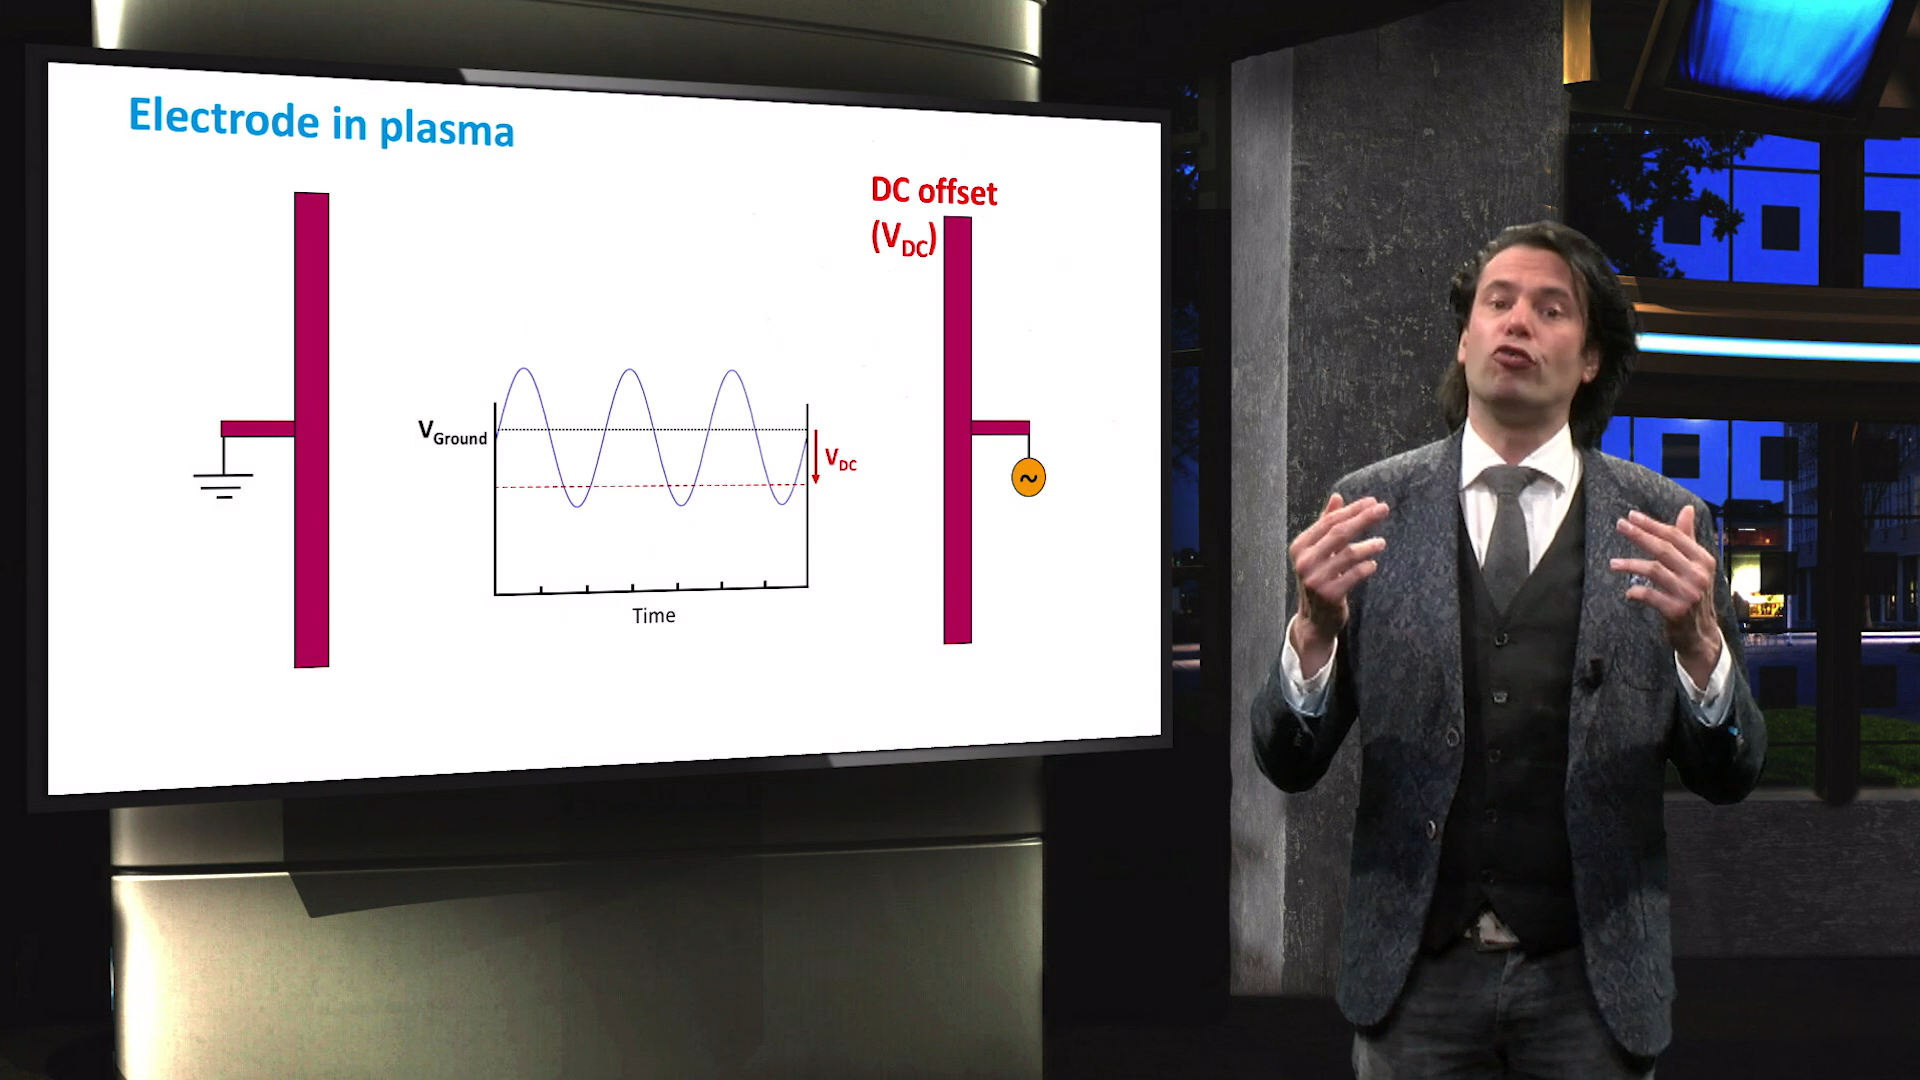 Electrode in plasma
DC offset
(V_DC)
V_Ground
V_DC
~
Time